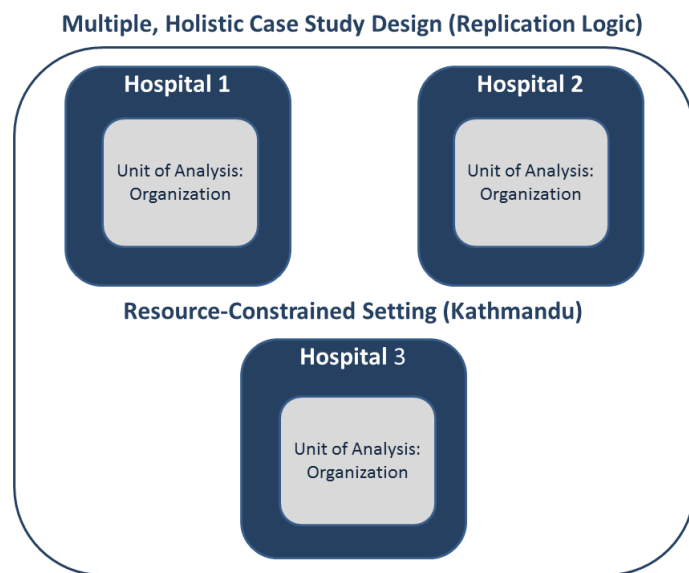 Multiple, Holistic Case Study Design (Replication Logic)
Hospital 1
Unit of Analysis:
Organization
Hospital 2
Unit of Analysis:
Organization
Resource-Constrained Setting (Kathmandu)
Hospital 3
Unit of Analysis:
Organization